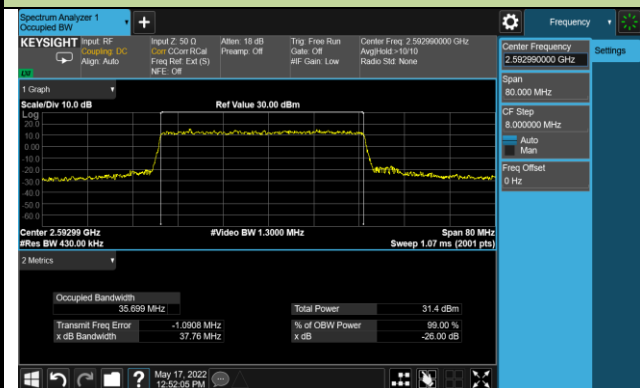 Spectrum Analyzer 1
Occupied BW
Frequency
KEYSIGHT
Input: RF
Coupling: DC
Align: Auto
Input Z: 50 Ω
Corr CCorr RCal
Freq Ref: Ext (S)
NFE: Off
Atten: 18 dB
Preamp: Off
Trig: Free Run
Gate: Off
#IF Gain: Low
Center Freq: 2.592990000 GHz
Avg|Hold:>10/10
Radio Std: None
Center Frequency
2.592990000 GHz
Settings
Span
80.000 MHz
CF Step
8.000000 MHz
Auto
Man
Freq Offset
0 Hz
1 Graph
Scale/Div 10.0 dB
Ref Value 30.00 dBm
Log
20.0
10.0
0.00
-10.0
-20.0
-30.0
-40.0
-50.0
-60.0
Center 2.59299 GHz
#Video BW 1.3000 MHz
Span 80 MHz
#Res BW 430.00 kHz
Sweep 1.07 ms (2001 pts)
2 Metrics
Occupied Bandwidth
35.699 MHz
Total Power 31.4 dBm
Transmit Freq Error -1.0908 MHz
% of OBW Power 99.00 %
x dB Bandwidth 37.76 MHz
x dB -26.00 dB
May 17, 2022
12:52:05 PM